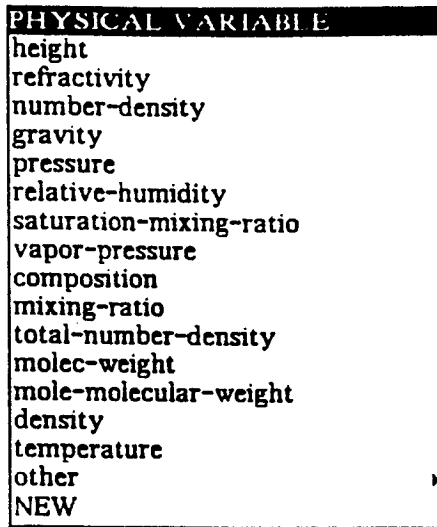 PHYSICAL VARIABLE
height
refractivity
number-density
gravity
pressure
relative-humidity
saturation-mixing-ratio
vapor-pressure
composition
mixing-ratio
total-number-density
molec-weight
mole-molecular-weight
density
temperature
other
NEW